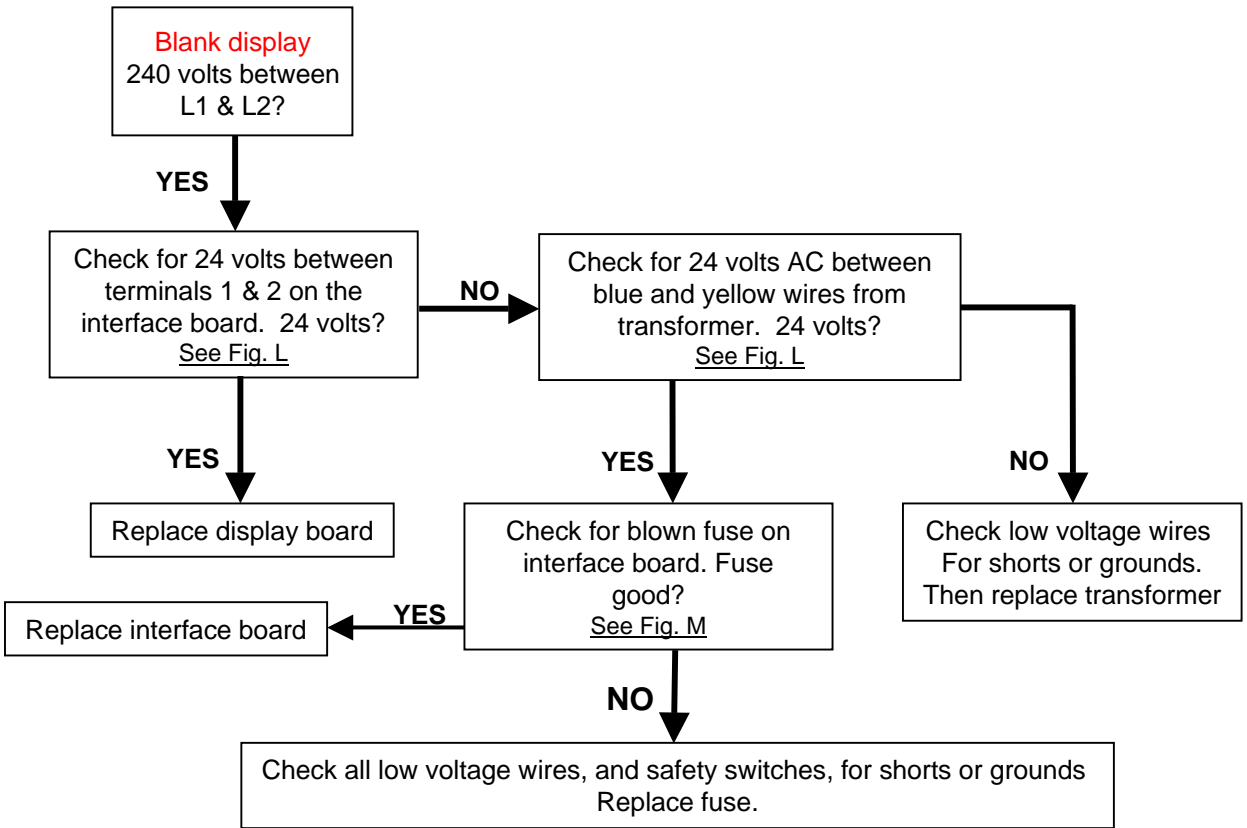 Blank display
240 volts between
L1 & L2?
YES
Check for 24 volts between
terminals 1 & 2 on the
interface board.  24 volts?
See Fig. L
NO
Check for 24 volts AC between
blue and yellow wires from
transformer.  24 volts?
See Fig. L
YES
YES
NO
Replace display board
Check for blown fuse on
interface board. Fuse
good?
See Fig. M
Check low voltage wires
For shorts or grounds.
Then replace transformer
YES
Replace interface board
NO
Check all low voltage wires, and safety switches, for shorts or grounds
Replace fuse.